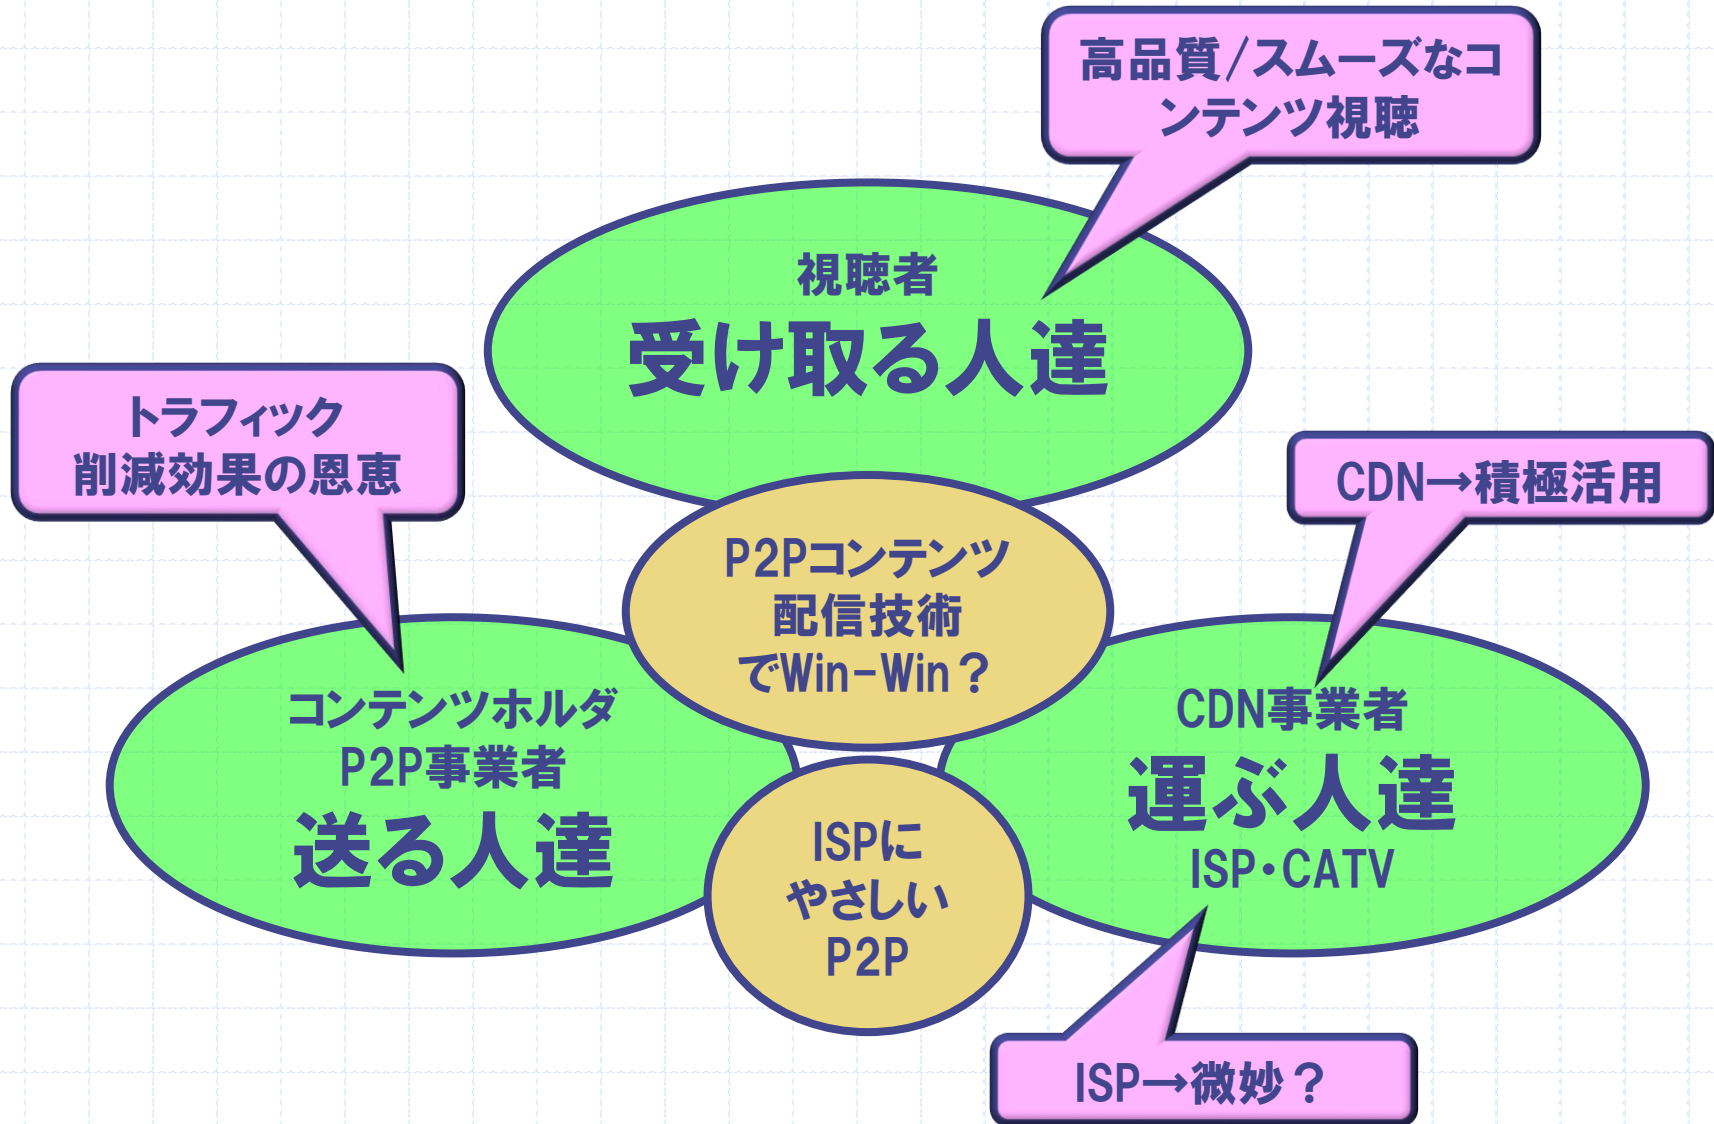 高品質/スムーズなコ
ンテンツ視聴
視聴者
受け取る人達
トラフィック
削減効果の恩恵
CDN→積極活用
P2Pコンテンツ
配信技術
でWin-Win？
コンテンツホルダ
P2P事業者
送る人達
CDN事業者
運ぶ人達
ISP・CATV
ISPに
やさしい
P2P
ISP→微妙？